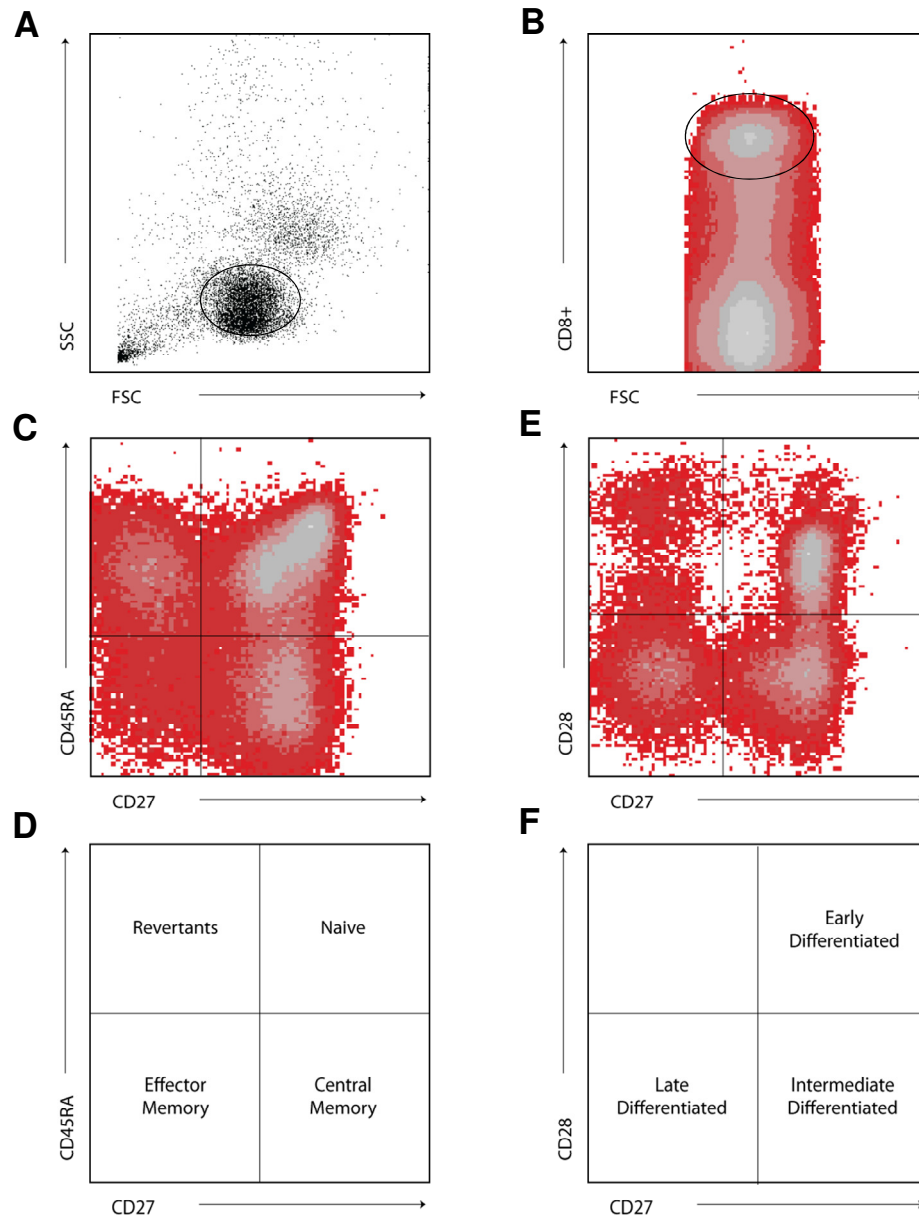 A
SSC
FSC
B
CD8+
FSC
C
CD45RA
CD27
E
CD28
CD27
D
Revertants
Naive
Effector
Memory
Central
Memory
CD45RA
CD27
F
Early
Differentiated
Late
Differentiated
Intermediate
Differentiated
CD28
CD27